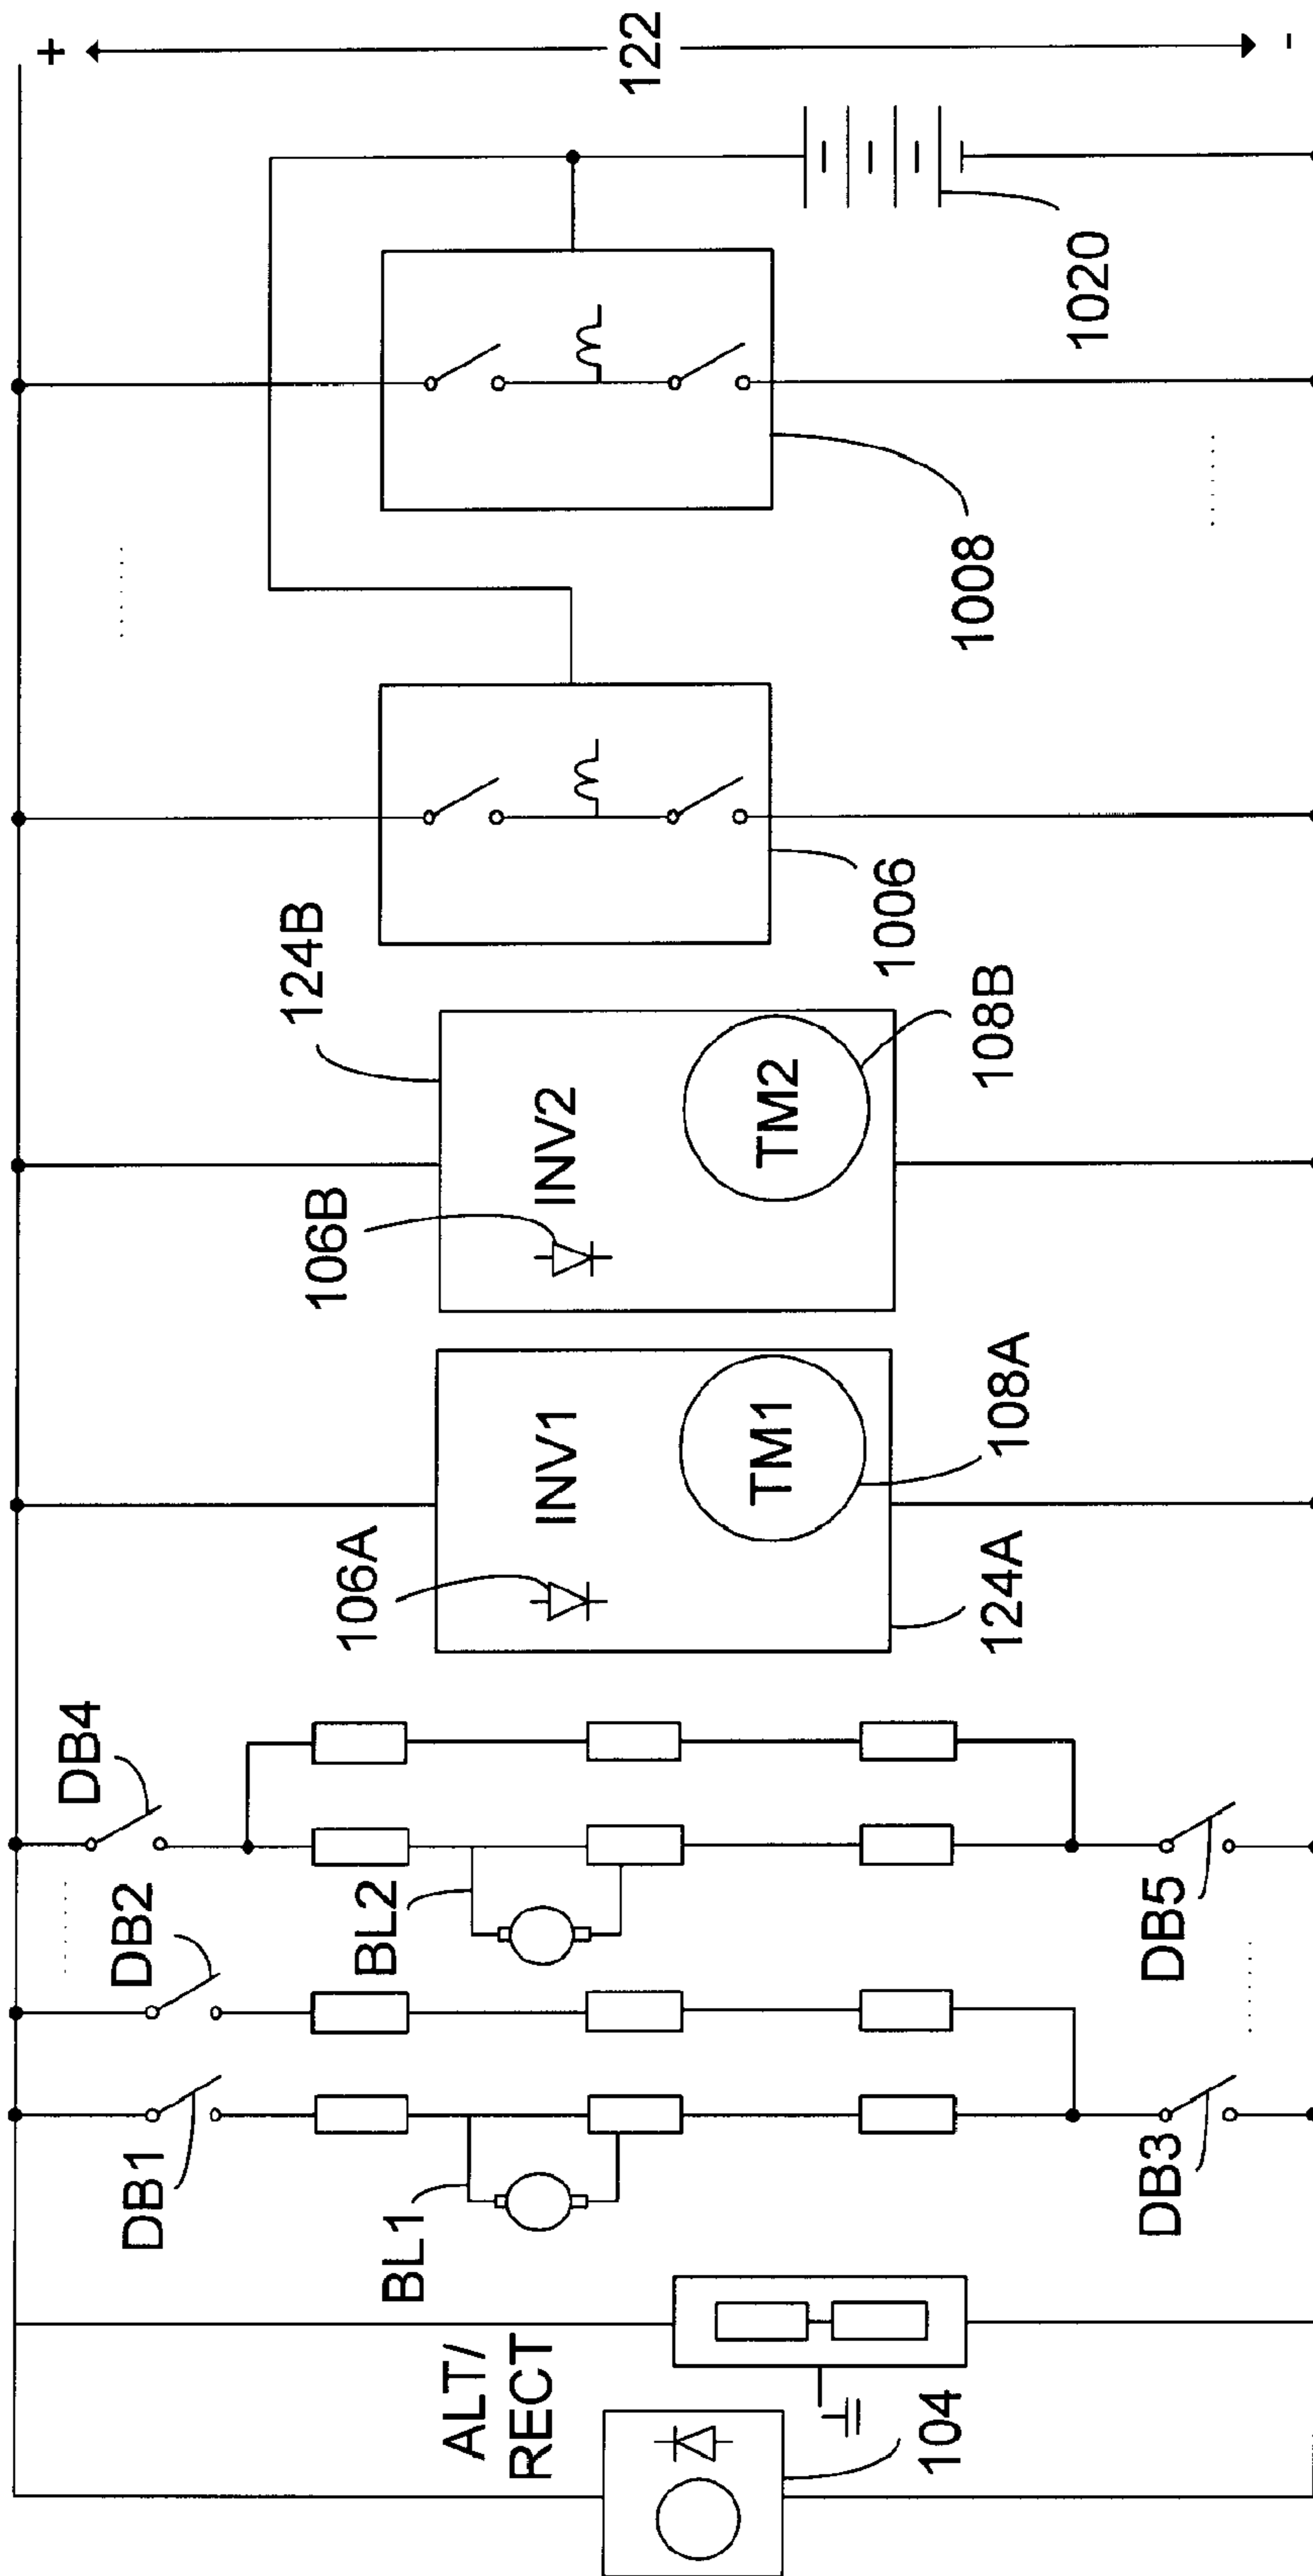 ALT/
RECT
104
BL1
DB1
DB2
DB3
BL2
DB4
DB5
106A
INV1
TM1
108A
124A
106B
INV2
TM2
108B
124B
1006
1008
1020
+
122
-